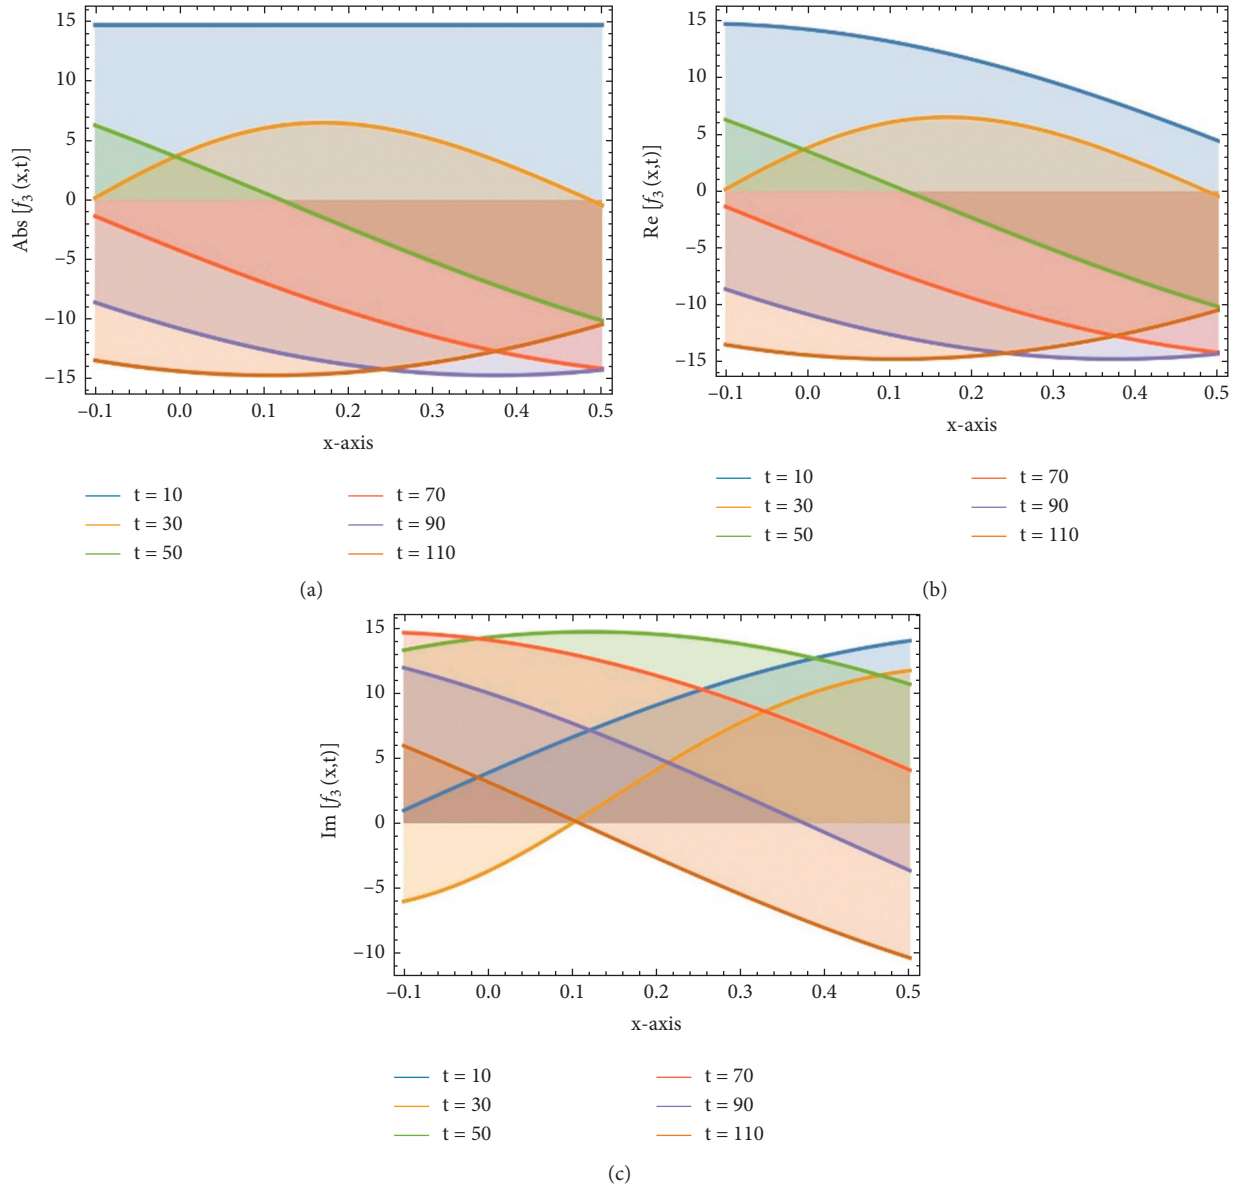 15
10
5
0
−5
−10
−15
Abs [f₃ (x,t)]
−0.1 0.0 0.1 0.2 0.3 0.4 0.5
x-axis
t = 10 t = 70
t = 30 t = 90
t = 50 t = 110
(a)
15
10
5
0
−5
−10
−15
Re [f₃ (x,t)]
−0.1 0.0 0.1 0.2 0.3 0.4 0.5
x-axis
t = 10 t = 70
t = 30 t = 90
t = 50 t = 110
(b)
15
10
5
0
−5
−10
Im [f₃ (x,t)]
−0.1 0.0 0.1 0.2 0.3 0.4 0.5
x-axis
t = 10 t = 70
t = 30 t = 90
t = 50 t = 110
(c)